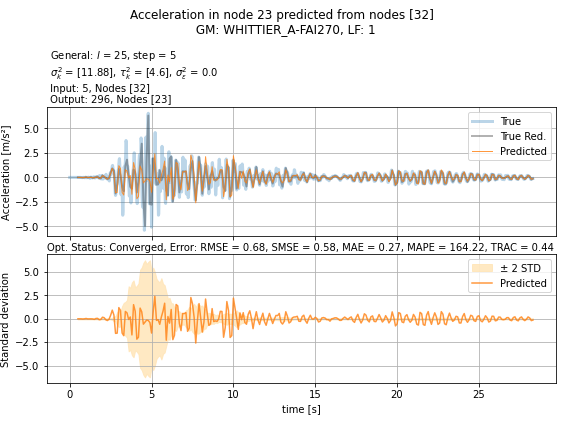 Acceleration in node 23 predicted from nodes [32]
GM: WHITTIER_A-FAI270, LF: 1
General: l = 25, step = 5
σ²ₖ = [11.88], τ²ₖ = [4.6], σ²ε = 0.0
Input: 5, Nodes [32]
Output: 296, Nodes [23]
Acceleration [m/s²]
5.0
2.5
0.0
−2.5
−5.0
True
True Red.
Predicted
Opt. Status: Converged, Error: RMSE = 0.68, SMSE = 0.58, MAE = 0.27, MAPE = 164.22, TRAC = 0.44
Standard deviation
5.0
2.5
0.0
−2.5
−5.0
± 2 STD
Predicted
0 5 10 15 20 25
time [s]